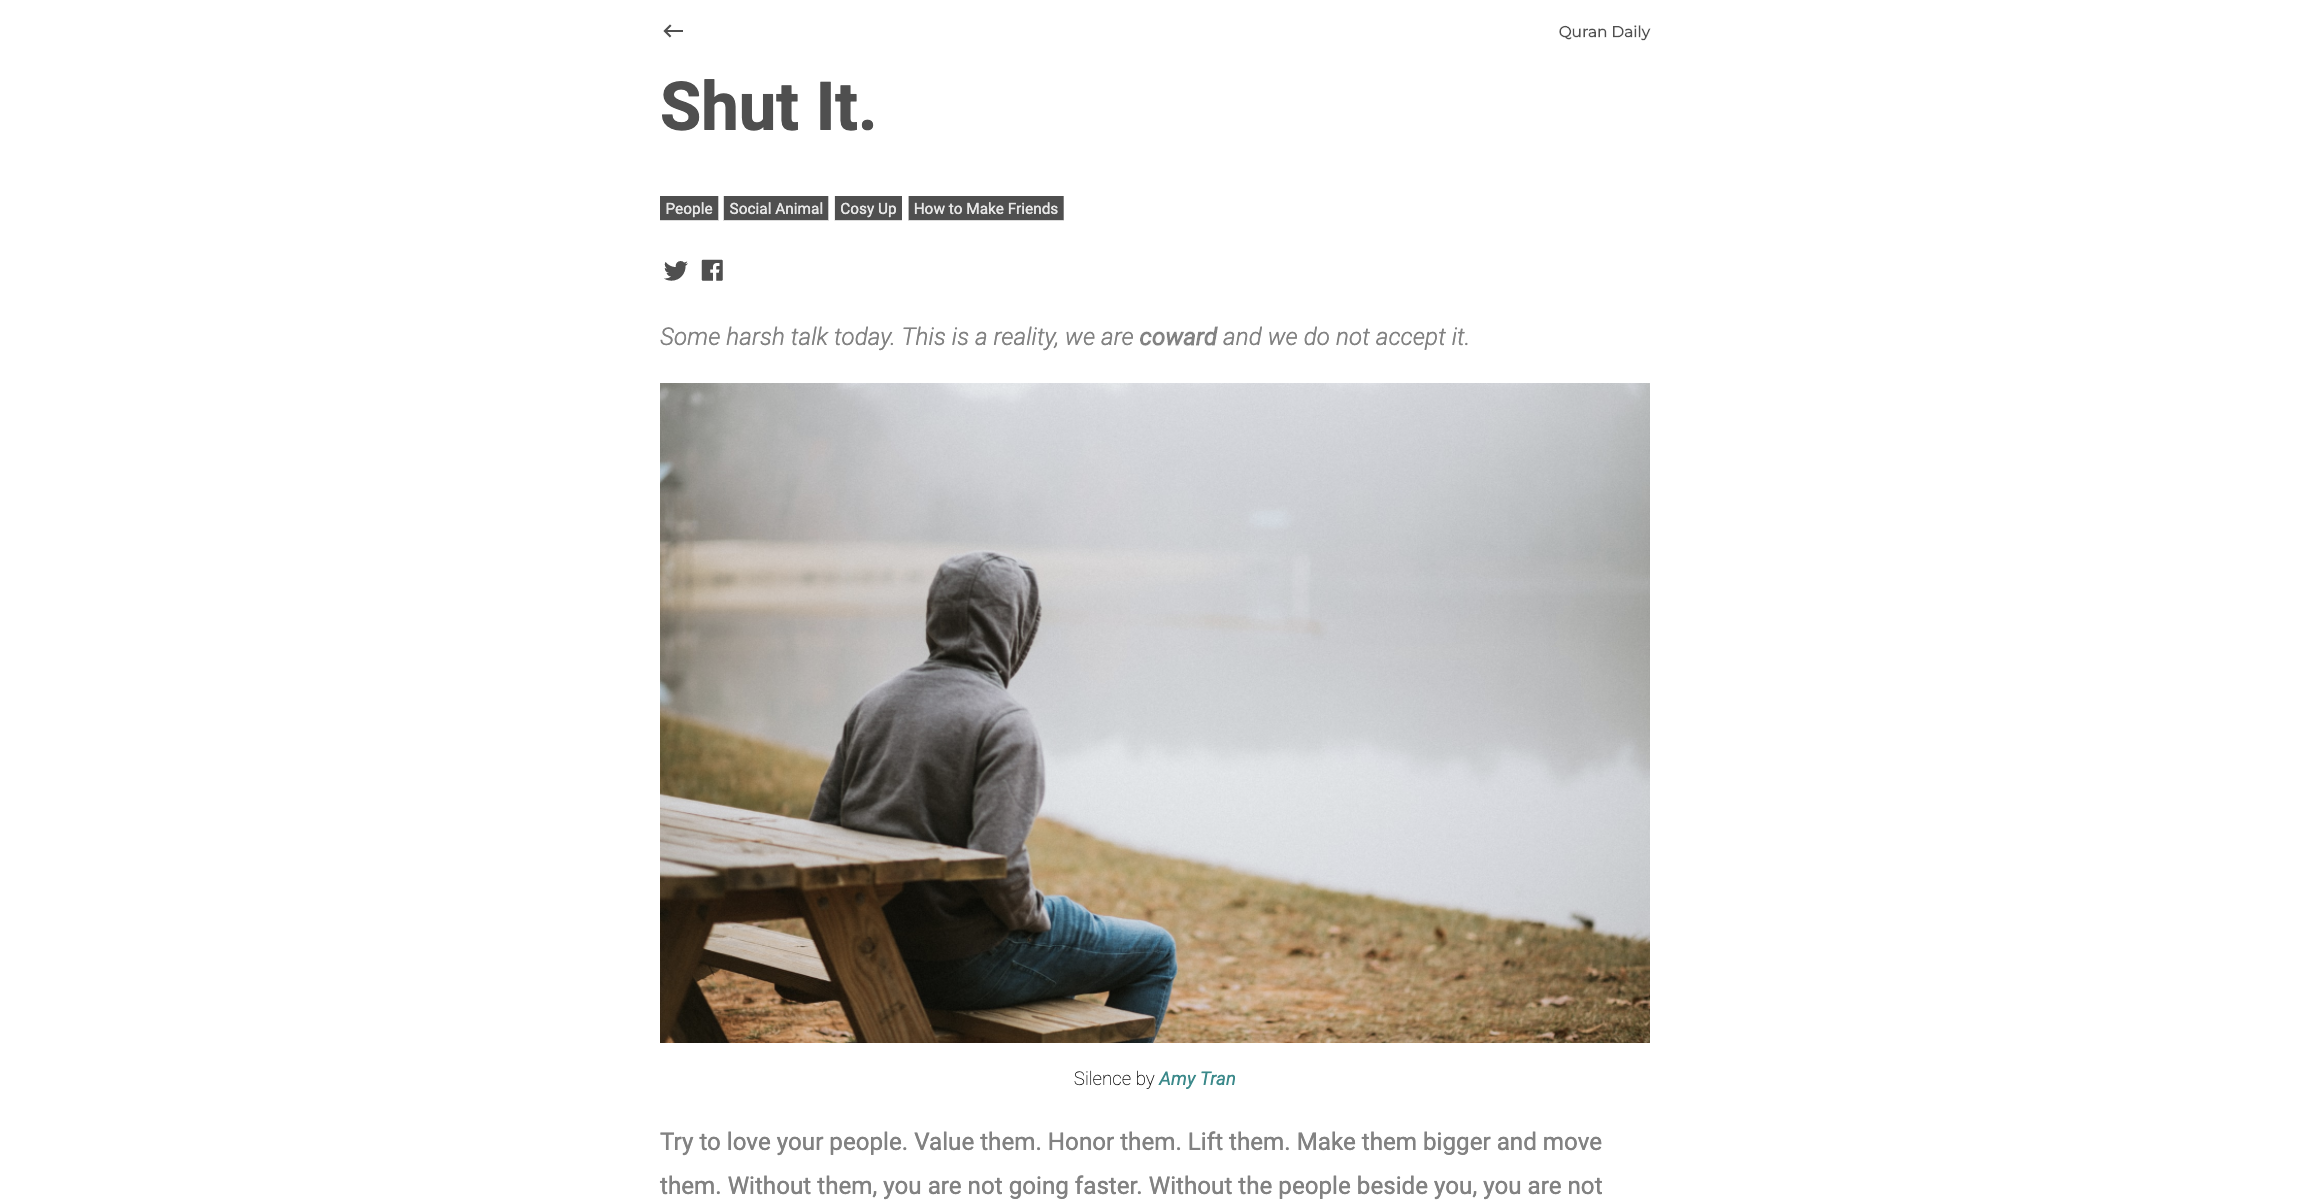 Quran Daily
Shut It.
People Social Animal Cosy Up How to Make Friends
Some harsh talk today. This is a reality, we are coward and we do not accept it.
Silence by Amy Tran
Try to love your people. Value them. Honor them. Lift them. Make them bigger and move
them. Without them, you are not going faster. Without the people beside you, you are not